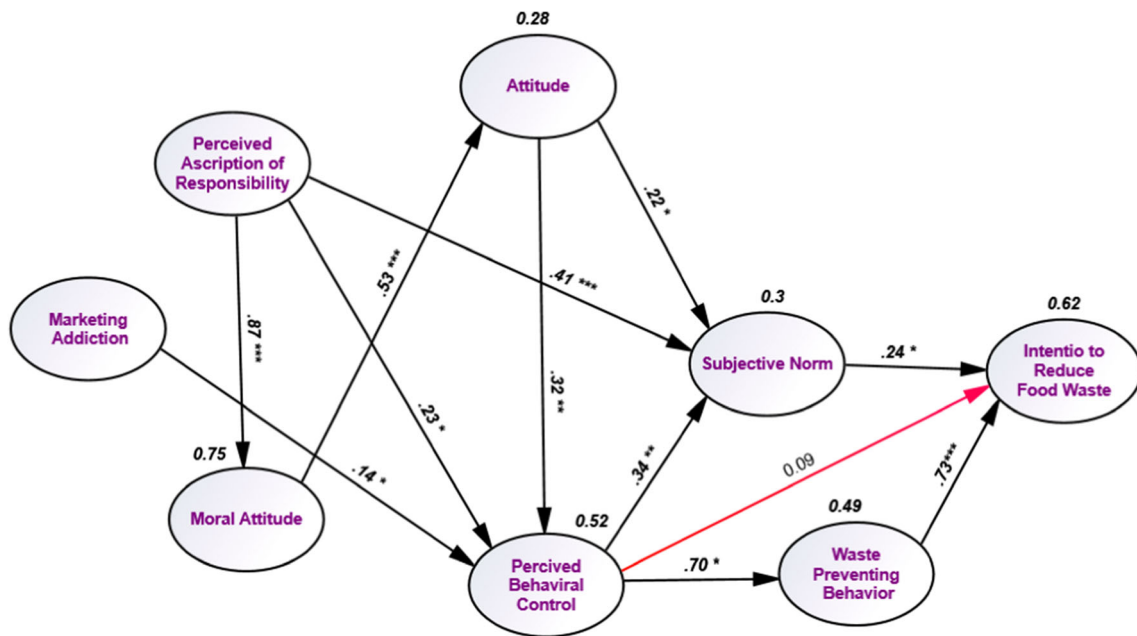 0.28
Attitude
Perceived
Ascription of
Responsibility
.22 *
.53 ***
.41 ***
0.3
0.62
Marketing
Addiction
.87 ***
Subjective Norm
.24 *
Intentio to
Reduce
Food Waste
.32 **
.23 *
0.75
.14 *
.34 **
0.09
.73***
Moral Attitude
0.52
0.49
Percived
Behaviral
Control
.70 *
Waste
Preventing
Behavior